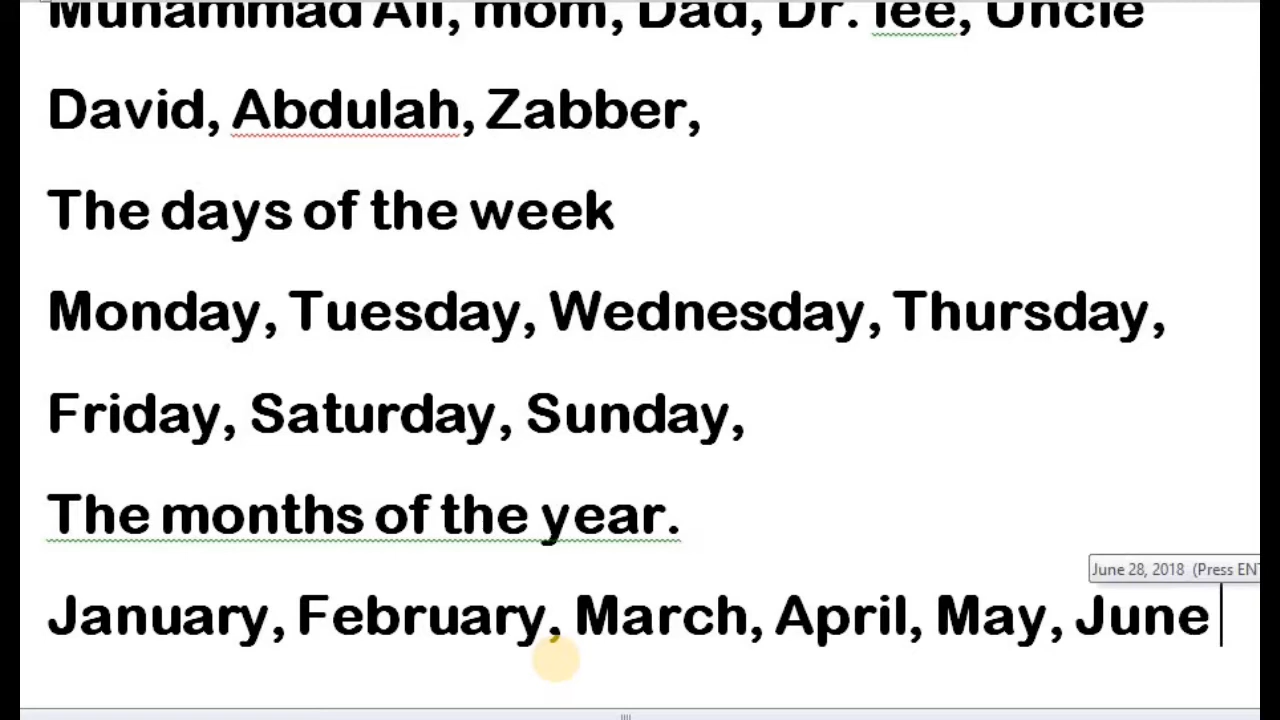 Muhammad Ali, mom, Dad, Dr. lee, Uncle
David, Abdulah, Zabber,
The days of the week
Monday, Tuesday, Wednesday, Thursday,
Friday, Saturday, Sunday,
The months of the year.
June 28, 2018 (Press EN
January, February, March, April, May, June